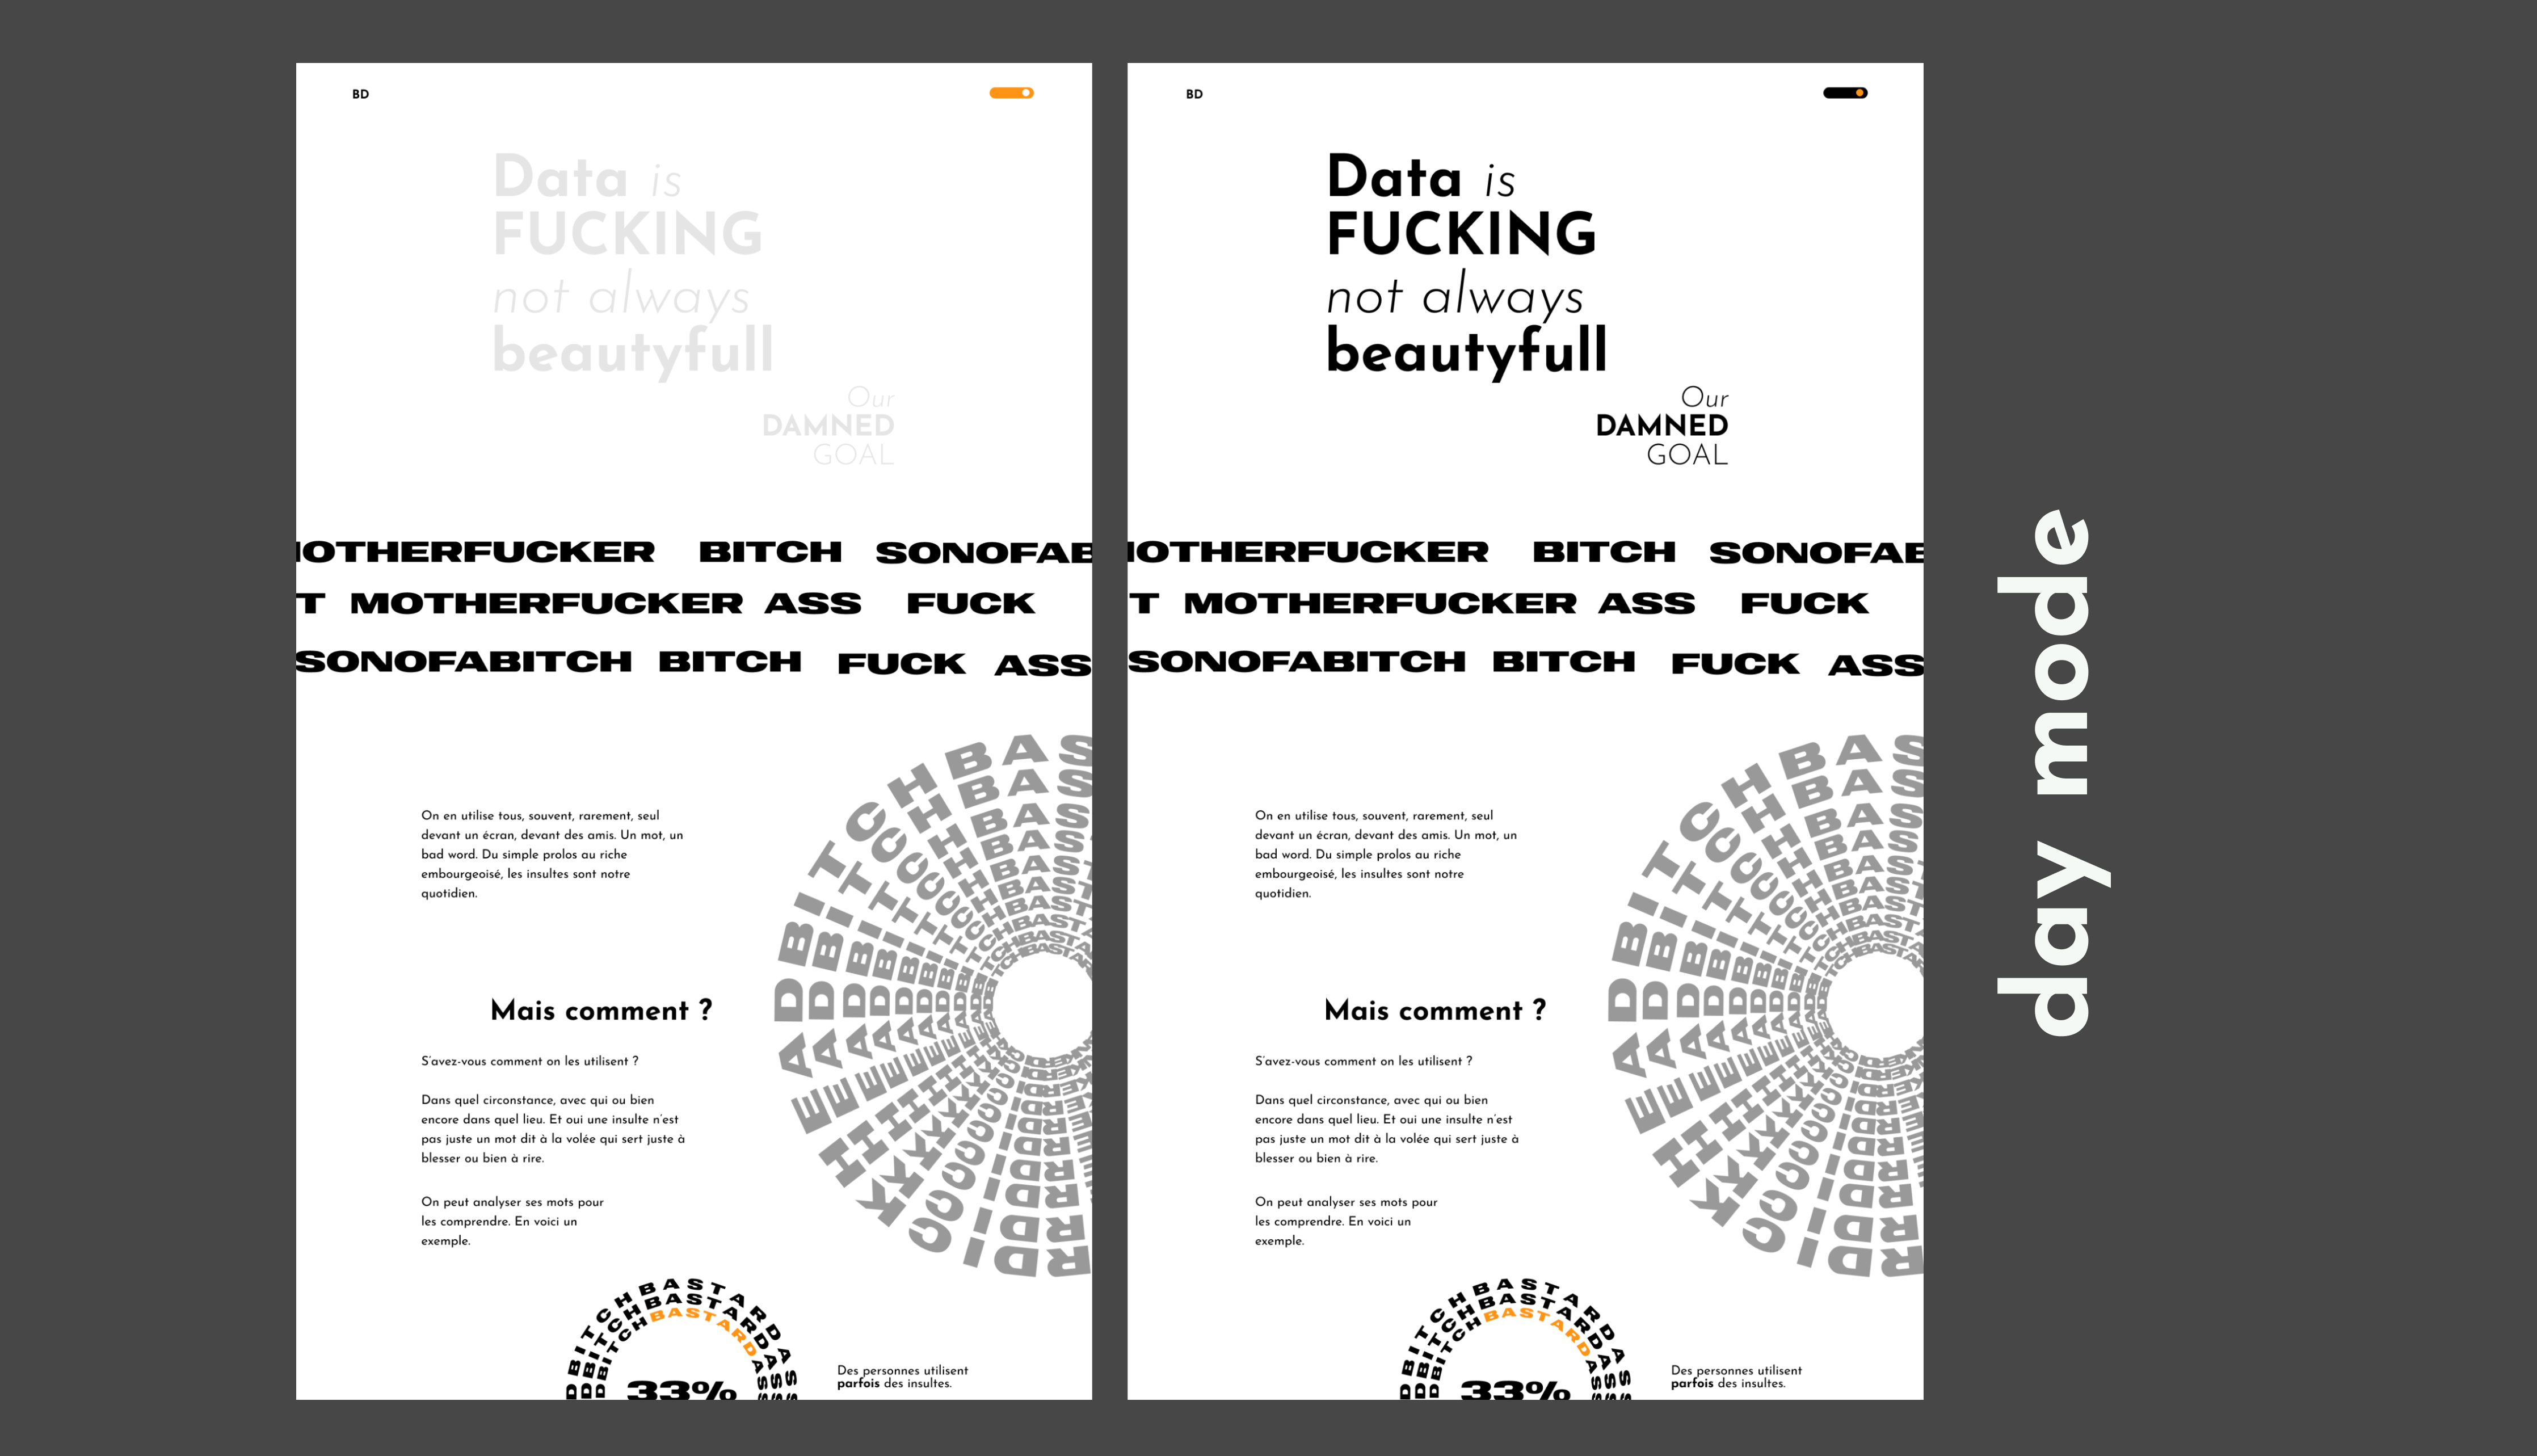 BD
Data is
FUCKING
not always
beautyfull
Our
DAMNED
GOAL
OTHERFUCKER BITCH SONOFAB
T MOTHERFUCKER ASS FUCK
SONOFABITCH BITCH FUCK ASS
On en utilise tous, souvent, rarement, seul
devant un écran, devant des amis. Un mot, un
bad word. Du simple prolos au riche
embourgeoisé, les insultes sont notre
quotidien.
Mais comment ?
S'avez-vous comment on les utilisent ?
Dans quel circonstance, avec qui ou bien
encore dans quel lieu. Et oui une insulte n'est
pas juste un mot dit à la volée qui sert juste à
blesser ou bien à rire.
On peut analyser ses mots pour
les comprendre. En voici un
exemple.
DBITCHBASTARDASS
DBITCHBASTARDASS
DBITCHBASTARDASS
33%
Des personnes utilisent
parfois des insultes.
BD
Data is
FUCKING
not always
beautyfull
Our
DAMNED
GOAL
OTHERFUCKER BITCH SONOFAB
T MOTHERFUCKER ASS FUCK
SONOFABITCH BITCH FUCK ASS
On en utilise tous, souvent, rarement, seul
devant un écran, devant des amis. Un mot, un
bad word. Du simple prolos au riche
embourgeoisé, les insultes sont notre
quotidien.
Mais comment ?
S'avez-vous comment on les utilisent ?
Dans quel circonstance, avec qui ou bien
encore dans quel lieu. Et oui une insulte n'est
pas juste un mot dit à la volée qui sert juste à
blesser ou bien à rire.
On peut analyser ses mots pour
les comprendre. En voici un
exemple.
DBITCHBASTARDASS
DBITCHBASTARDASS
DBITCHBASTARDASS
33%
Des personnes utilisent
parfois des insultes.
day mode